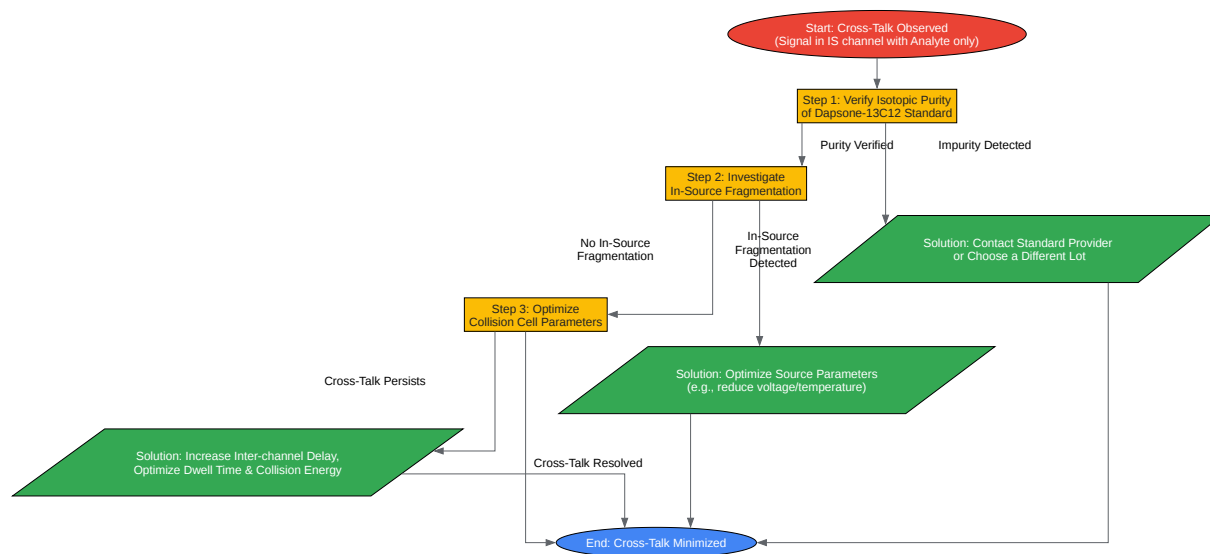 Start: Cross-Talk Observed
(Signal in IS channel with Analyte only)
Step 1: Verify Isotopic Purity
of Dapsone-13C12 Standard
Purity Verified
Impurity Detected
Step 2: Investigate
In-Source Fragmentation
No In-Source
Fragmentation
In-Source
Fragmentation
Detected
Solution: Contact Standard Provider
or Choose a Different Lot
Step 3: Optimize
Collision Cell Parameters
Solution: Optimize Source Parameters
(e.g., reduce voltage/temperature)
Cross-Talk Persists
Solution: Increase Inter-channel Delay,
Optimize Dwell Time & Collision Energy
Cross-Talk Resolved
End: Cross-Talk Minimized